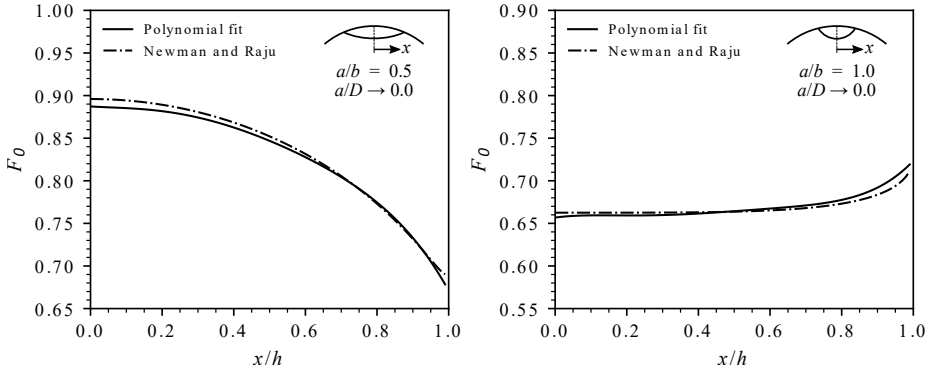 1.00
0.95
0.90
0.85
0.80
0.75
0.70
0.65
F0
0.0
0.2
0.4
0.6
0.8
1.0
x/h
Polynomial fit
Newman and Raju
x
a/b = 0.5
a/D → 0.0
0.90
0.85
0.80
0.75
0.70
0.65
0.60
0.55
F0
0.0
0.2
0.4
0.6
0.8
1.0
x/h
Polynomial fit
Newman and Raju
x
a/b = 1.0
a/D → 0.0